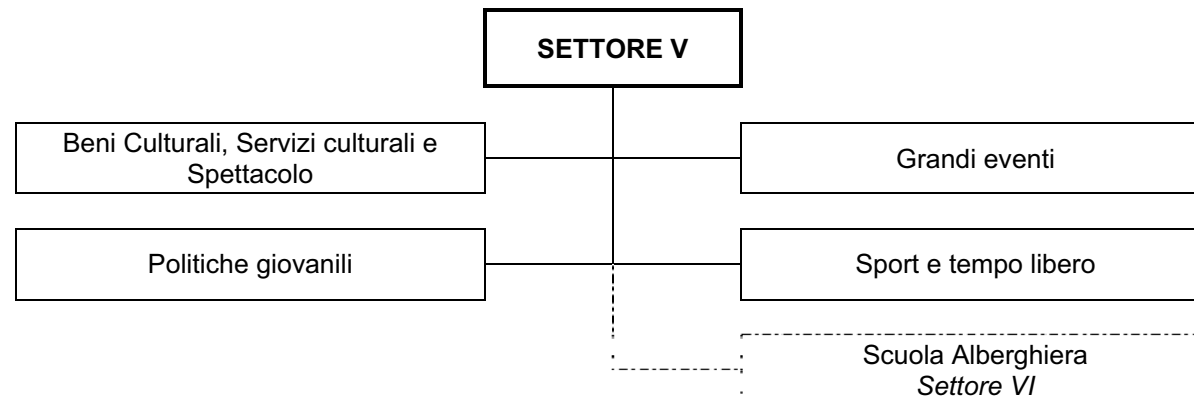 SETTORE V
Beni Culturali, Servizi culturali e
Spettacolo
Grandi eventi
Politiche giovanili
Sport e tempo libero
Scuola Alberghiera
Settore VI